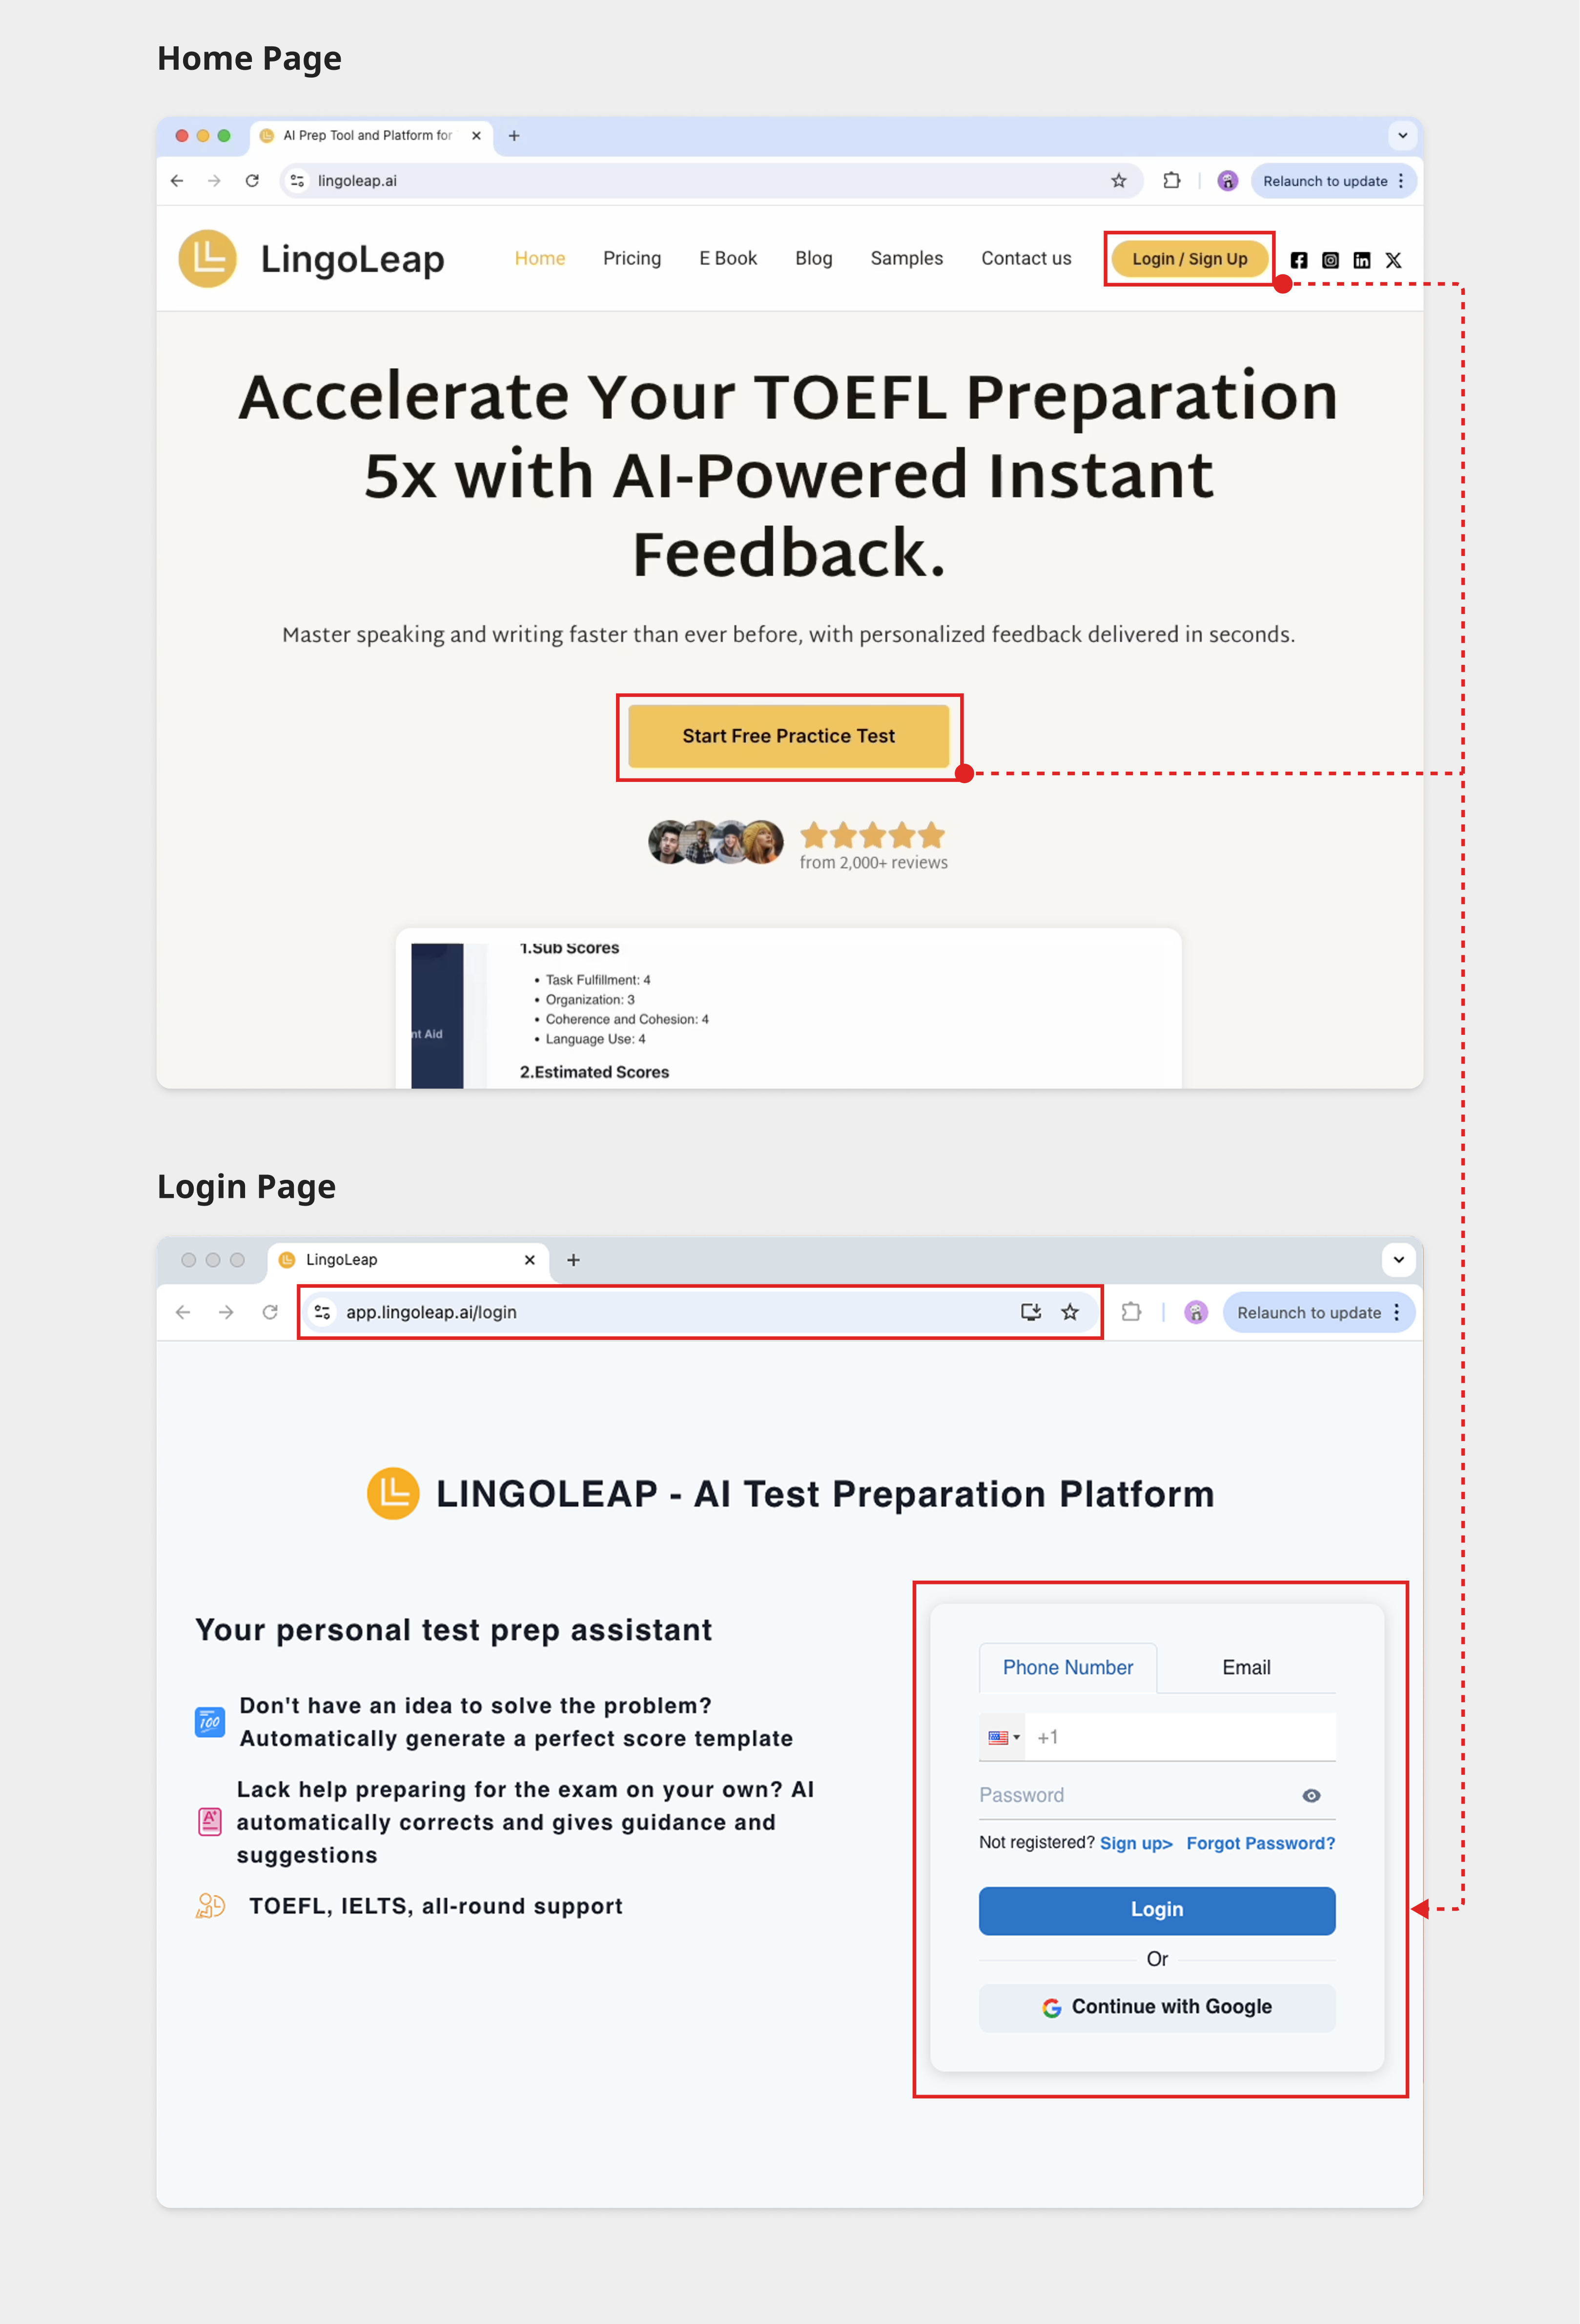 Home Page
AI Prep Tool and Platform for
lingoleap.ai
Relaunch to update
LingoLeap
Home
Pricing
E Book
Blog
Samples
Contact us
Login / Sign Up
Accelerate Your TOEFL Preparation
5x with AI-Powered Instant
Feedback.
Master speaking and writing faster than ever before, with personalized feedback delivered in seconds.
Start Free Practice Test
from 2,000+ reviews
1.Sub Scores
• Task Fulfillment: 4
• Organization: 3
• Coherence and Cohesion: 4
• Language Use: 4
nt Aid
2.Estimated Scores
Login Page
LingoLeap
app.lingoleap.ai/login
Relaunch to update
LINGOLEAP - AI Test Preparation Platform
Your personal test prep assistant
100
Don't have an idea to solve the problem?
Automatically generate a perfect score template
A+
Lack help preparing for the exam on your own? AI
automatically corrects and gives guidance and
suggestions
TOEFL, IELTS, all-round support
Phone Number
Email
+1
Password
Not registered? Sign up> Forgot Password?
Login
Or
Continue with Google